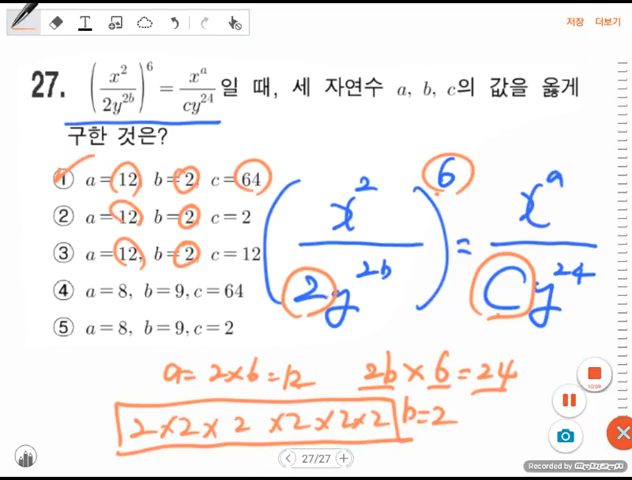 저장 더보기
27. (x²/2y^{2b})⁶ = x^a/cy^{24} 일 때, 세 자연수 a, b, c의 값을 옳게
구한 것은?
① a=12, b=2, c=64
② a=12, b=2, c=2
③ a=12, b=2, c=12
④ a=8, b=9, c=64
⑤ a=8, b=9, c=2
(x²/2y^{2b})⁶ = x^a/Cy^{24}
a=2×6=12 2b×6=24
2×2×2×2×2×2 b=2
10:09
27/27
Recorded by Mobizen